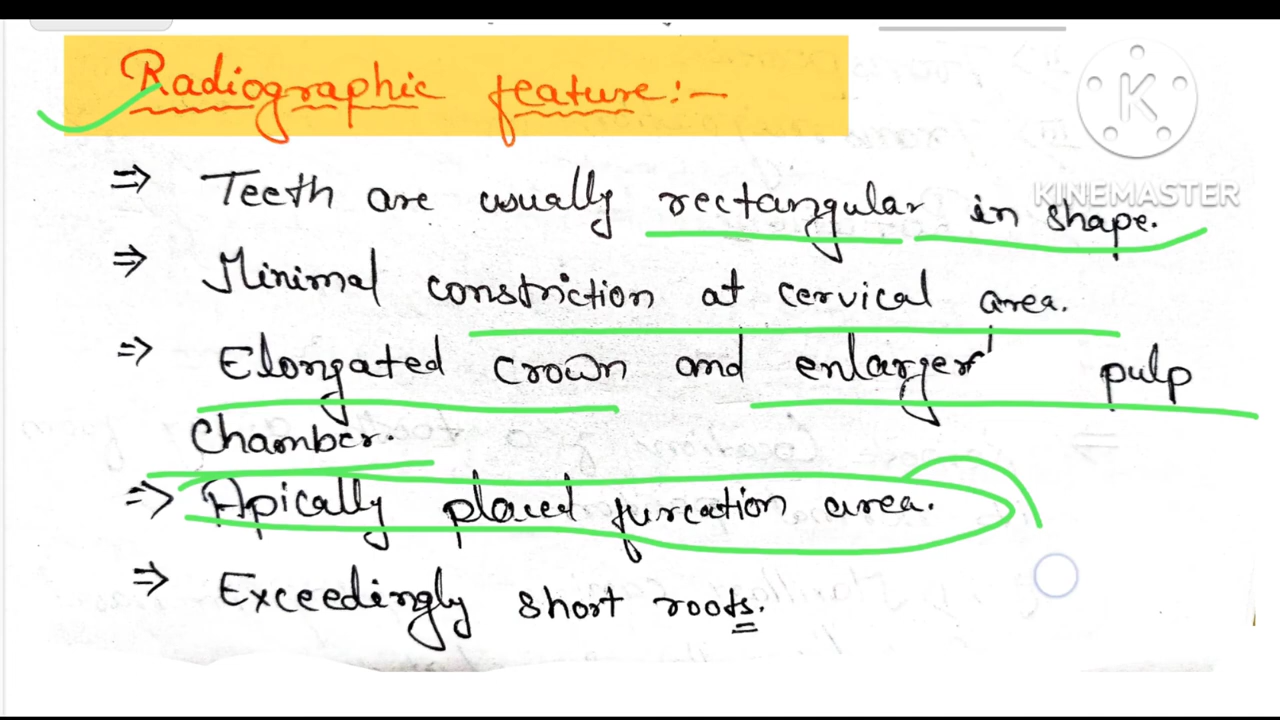 Radiographic feature:-
⇒ Teeth are usually rectangular in shape.
KINEMASTER
⇒ Minimal constriction at cervical area.
⇒ Elongated crown and enlarger pulp
chamber.
⇒ Apically placed furcation area.
⇒ Exceedingly short roots.